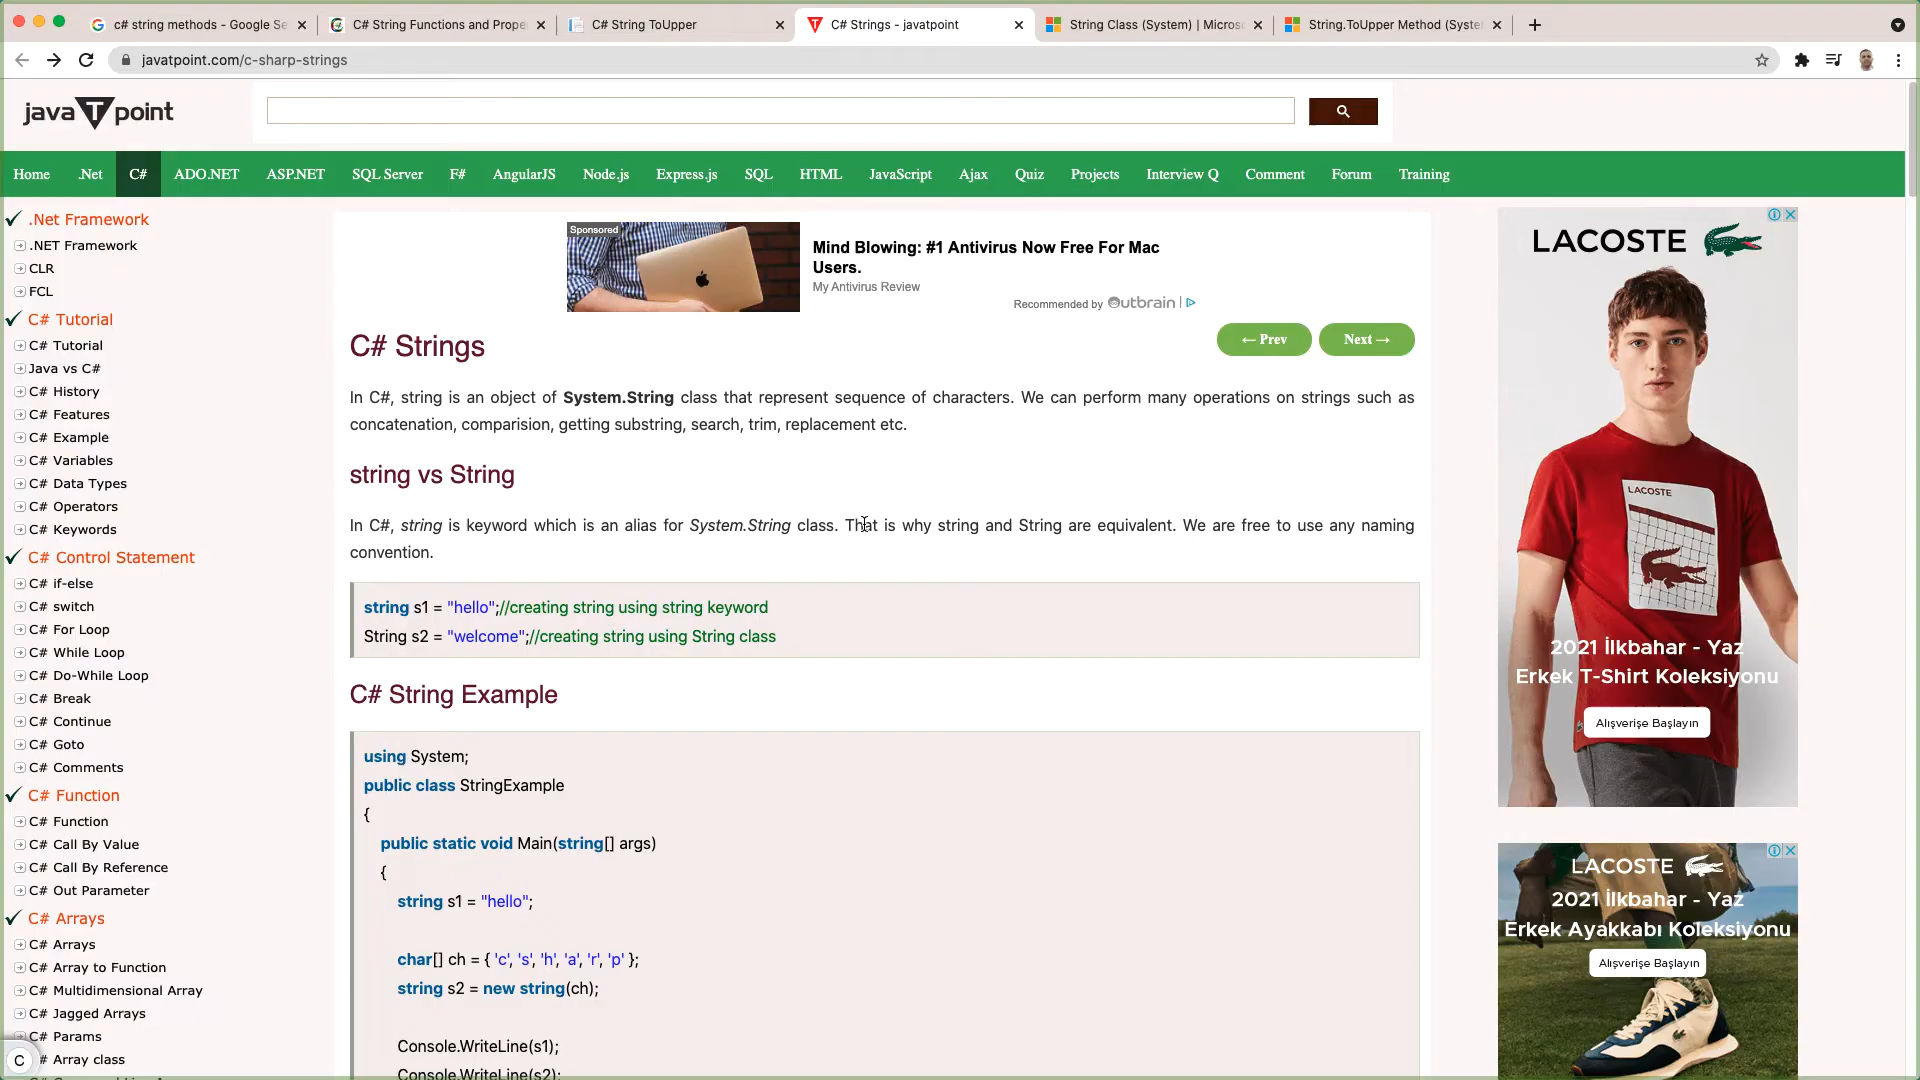 c# string methods - Google Se
C# String Functions and Prope
C# String ToUpper
C# Strings - javatpoint
String Class (System) | Micros
String.ToUpper Method (Syste
javatpoint.com/c-sharp-strings
java T point
Home .Net C# ADO.NET ASP.NET SQL Server F# AngularJS Node.js Express.js SQL HTML JavaScript Ajax Quiz Projects Interview Q Comment Forum Training
.Net Framework
.NET Framework
CLR
FCL
C# Tutorial
C# Tutorial
Java vs C#
C# History
C# Features
C# Example
C# Variables
C# Data Types
C# Operators
C# Keywords
C# Control Statement
C# if-else
C# switch
C# For Loop
C# While Loop
C# Do-While Loop
C# Break
C# Continue
C# Goto
C# Comments
C# Function
C# Function
C# Call By Value
C# Call By Reference
C# Out Parameter
C# Arrays
C# Arrays
C# Array to Function
C# Multidimensional Array
C# Jagged Arrays
C# Params
C
# Array class
Sponsored
Mind Blowing: #1 Antivirus Now Free For Mac
Users.
My Antivirus Review
Recommended by Outbrain
← Prev
Next →
C# Strings
In C#, string is an object of System.String class that represent sequence of characters. We can perform many operations on strings such as
concatenation, comparision, getting substring, search, trim, replacement etc.
string vs String
In C#, string is keyword which is an alias for System.String class. That is why string and String are equivalent. We are free to use any naming
convention.
string s1 = "hello";//creating string using string keyword
String s2 = "welcome";//creating string using String class
C# String Example
using System;
public class StringExample
{
public static void Main(string[] args)
{
string s1 = "hello";
char[] ch = { 'c', 's', 'h', 'a', 'r', 'p' };
string s2 = new string(ch);
Console.WriteLine(s1);
Console.WriteLine(s2);
LACOSTE
LACOSTE
2021 İlkbahar - Yaz
Erkek T-Shirt Koleksiyonu
Alışverişe Başlayın
LACOSTE
2021 İlkbahar - Yaz
Erkek Ayakkabı Koleksiyonu
Alışverişe Başlayın